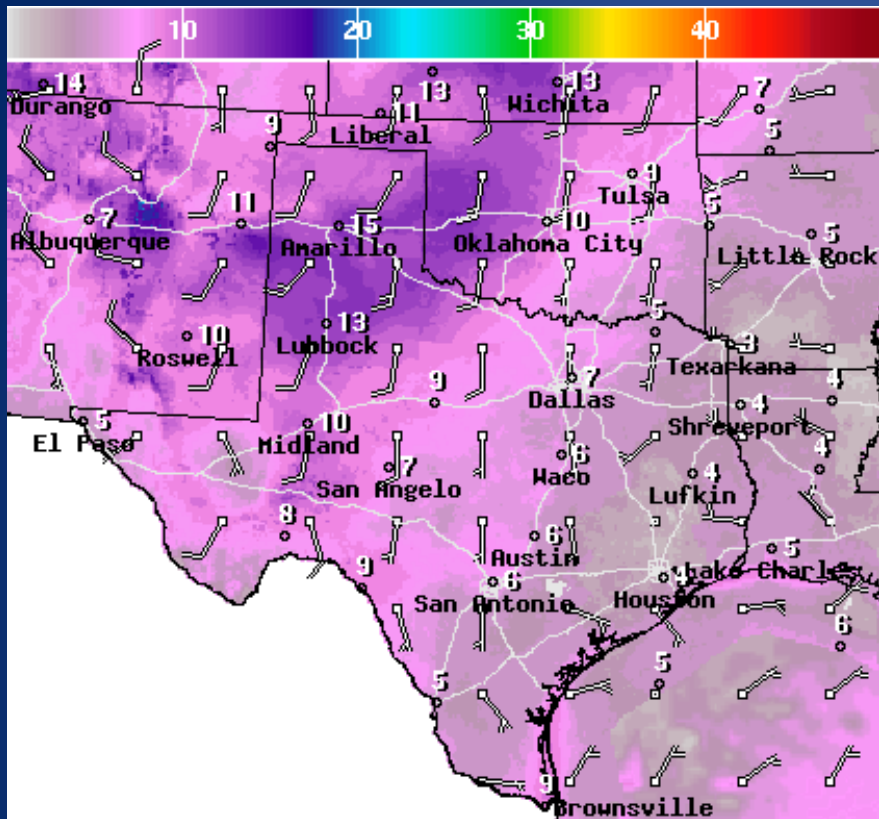 10 20 30 40
14 13 13 7
Durango Wichita
11
Liberal
9 5
9
Tulsa
7 11 15 10 5 5
Albuquerque Amarillo Oklahoma City
Little Rock
13 5
10 3
Roswell Lubbock Texarkana
7
9 Dallas 4 4
5 10
El Paso Midland Shreveport
7 6 4 4
San Angelo Waco Lufkin
8 6 5
Austin Lake Charles
9 6 4
San Antonio Houston
6
5 5
9
Brownsville